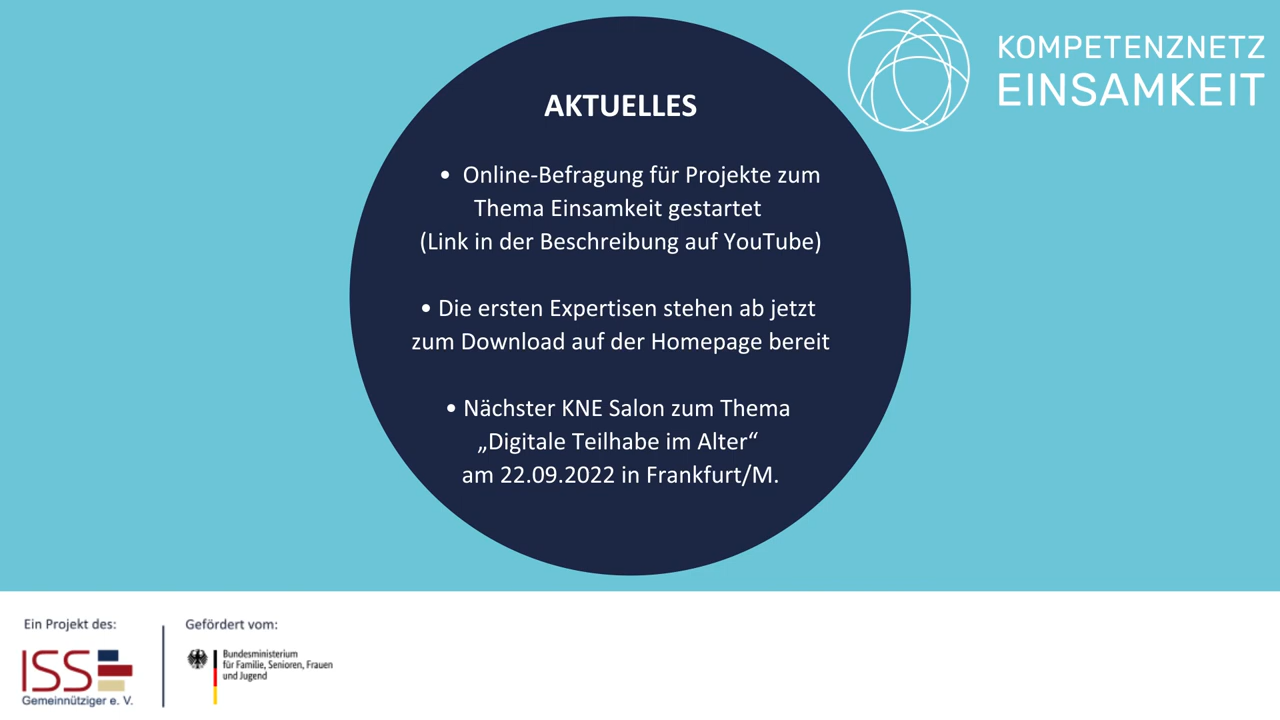 KOMPETENZNETZ
EINSAMKEIT
AKTUELLES
• Online-Befragung für Projekte zum
Thema Einsamkeit gestartet
(Link in der Beschreibung auf YouTube)
• Die ersten Expertisen stehen ab jetzt
zum Download auf der Homepage bereit
• Nächster KNE Salon zum Thema
„Digitale Teilhabe im Alter“
am 22.09.2022 in Frankfurt/M.
Ein Projekt des:
ISS
Gemeinnütziger e. V.
Gefördert vom:
Bundesministerium
für Familie, Senioren, Frauen
und Jugend